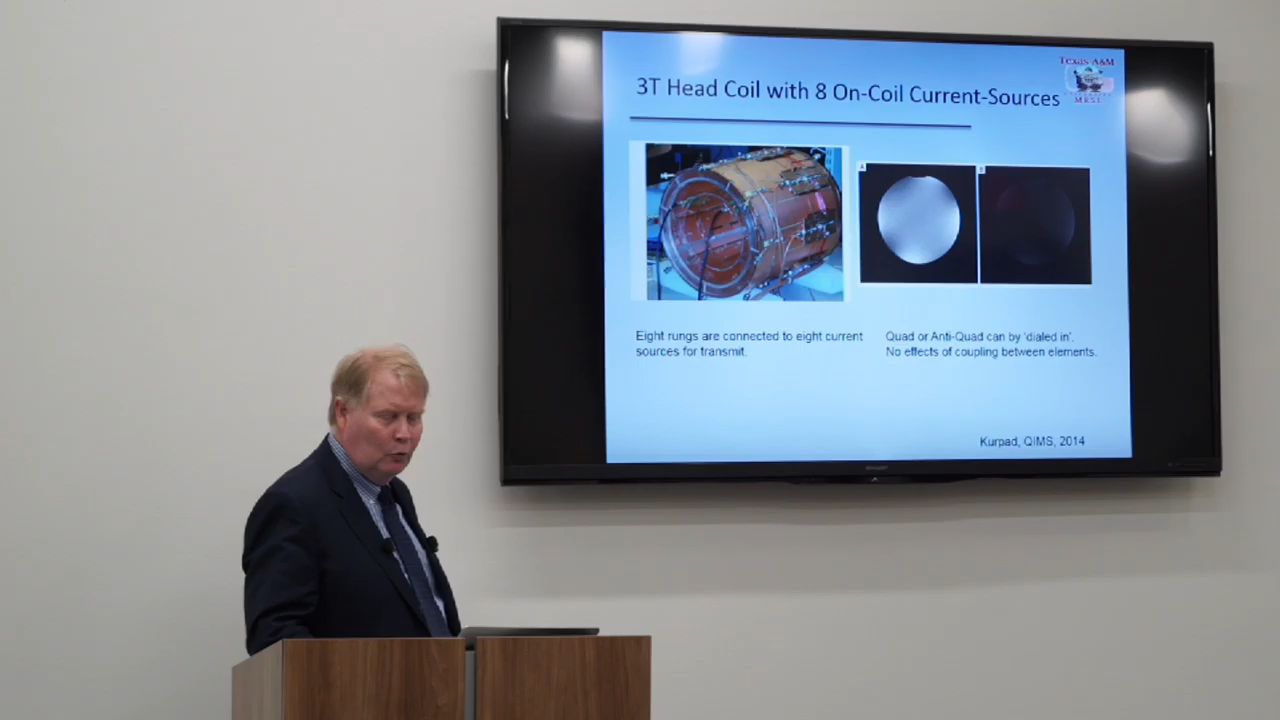 3T Head Coil with 8 On-Coil Current-Sources
Texas A&M
M R S L
A
B
Eight rungs are connected to eight current
sources for transmit.
Quad or Anti-Quad can by 'dialed in'.
No effects of coupling between elements.
Kurpad, QIMS, 2014
SHARP